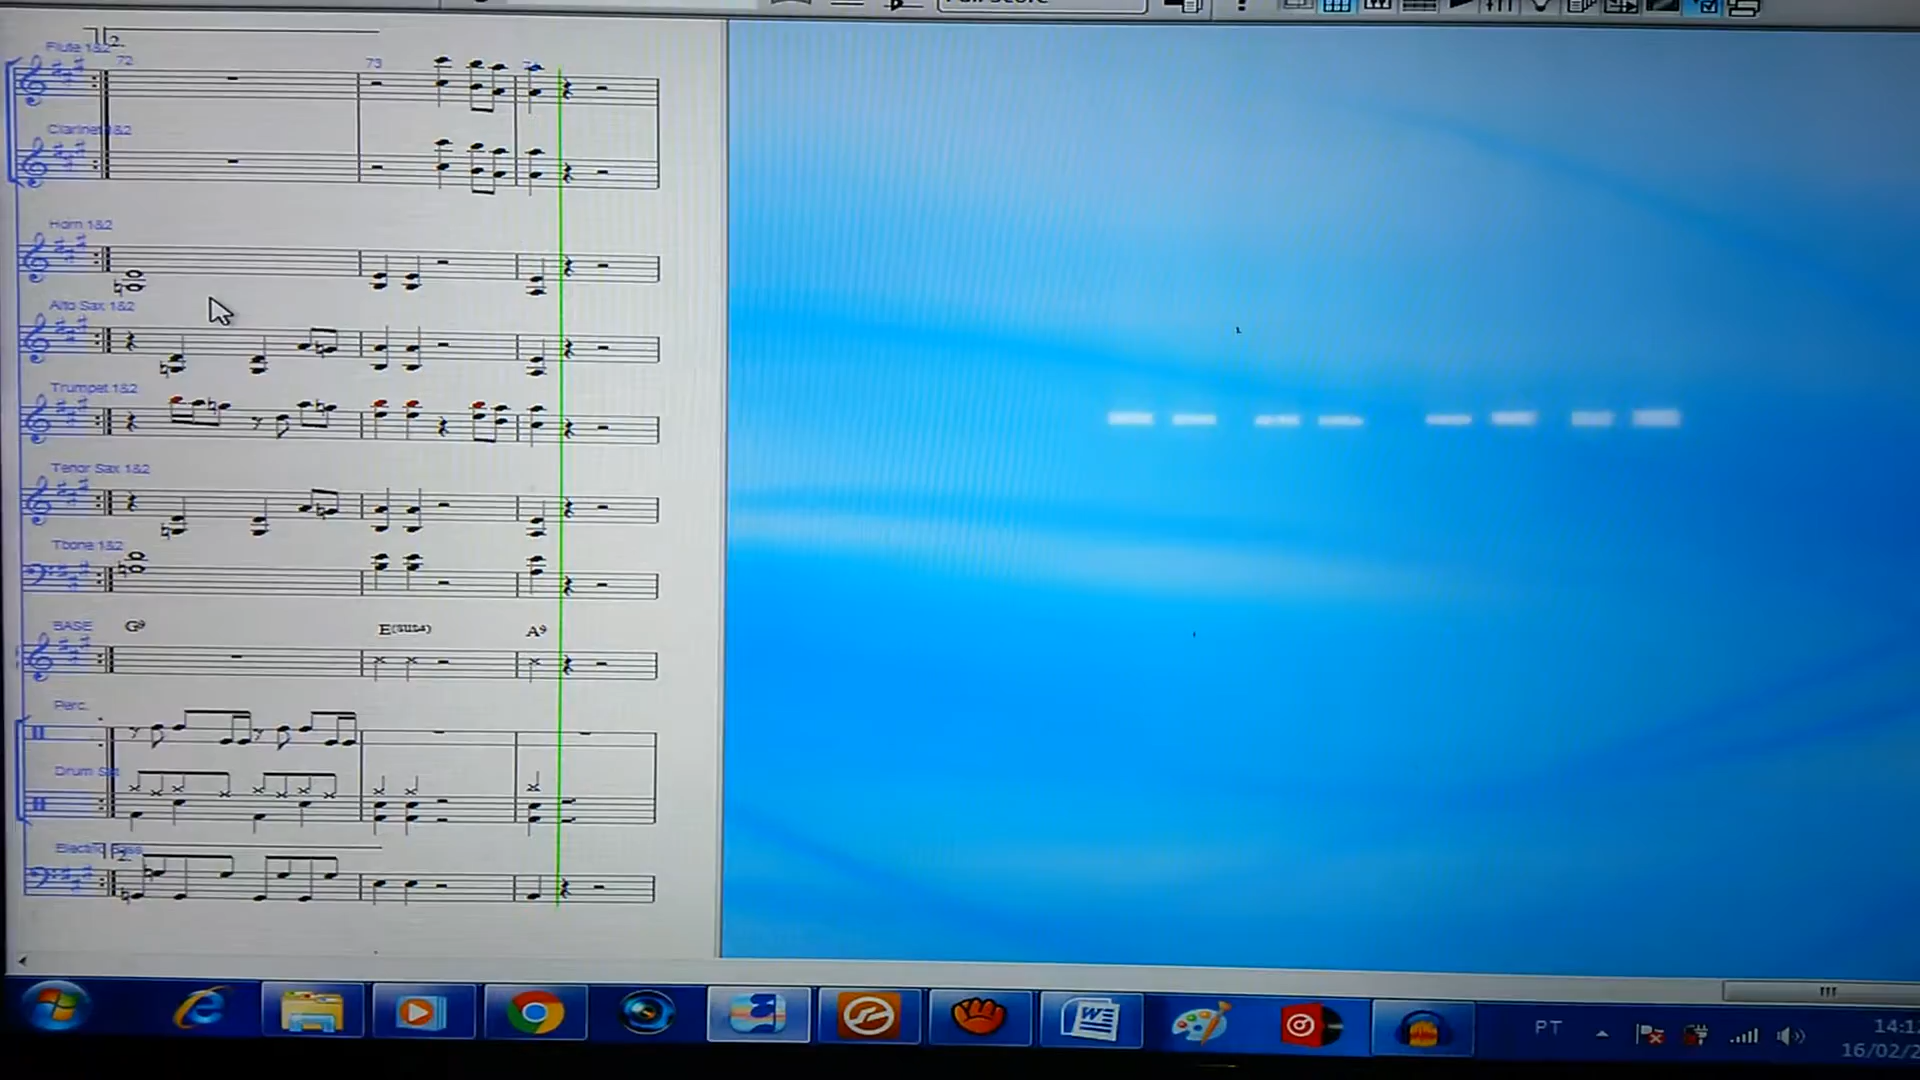 Full Score
2.
Flute 1&2
72
73
Clarinet 1&2
Horn 1&2
Alto Sax 1&2
Trumpet 1&2
Tenor Sax 1&2
Tbone 1&2
BASE
G9
E(sus4)
A9
Perc.
Drum Set
Electric Bass
2.
PT
14:1
16/02/2